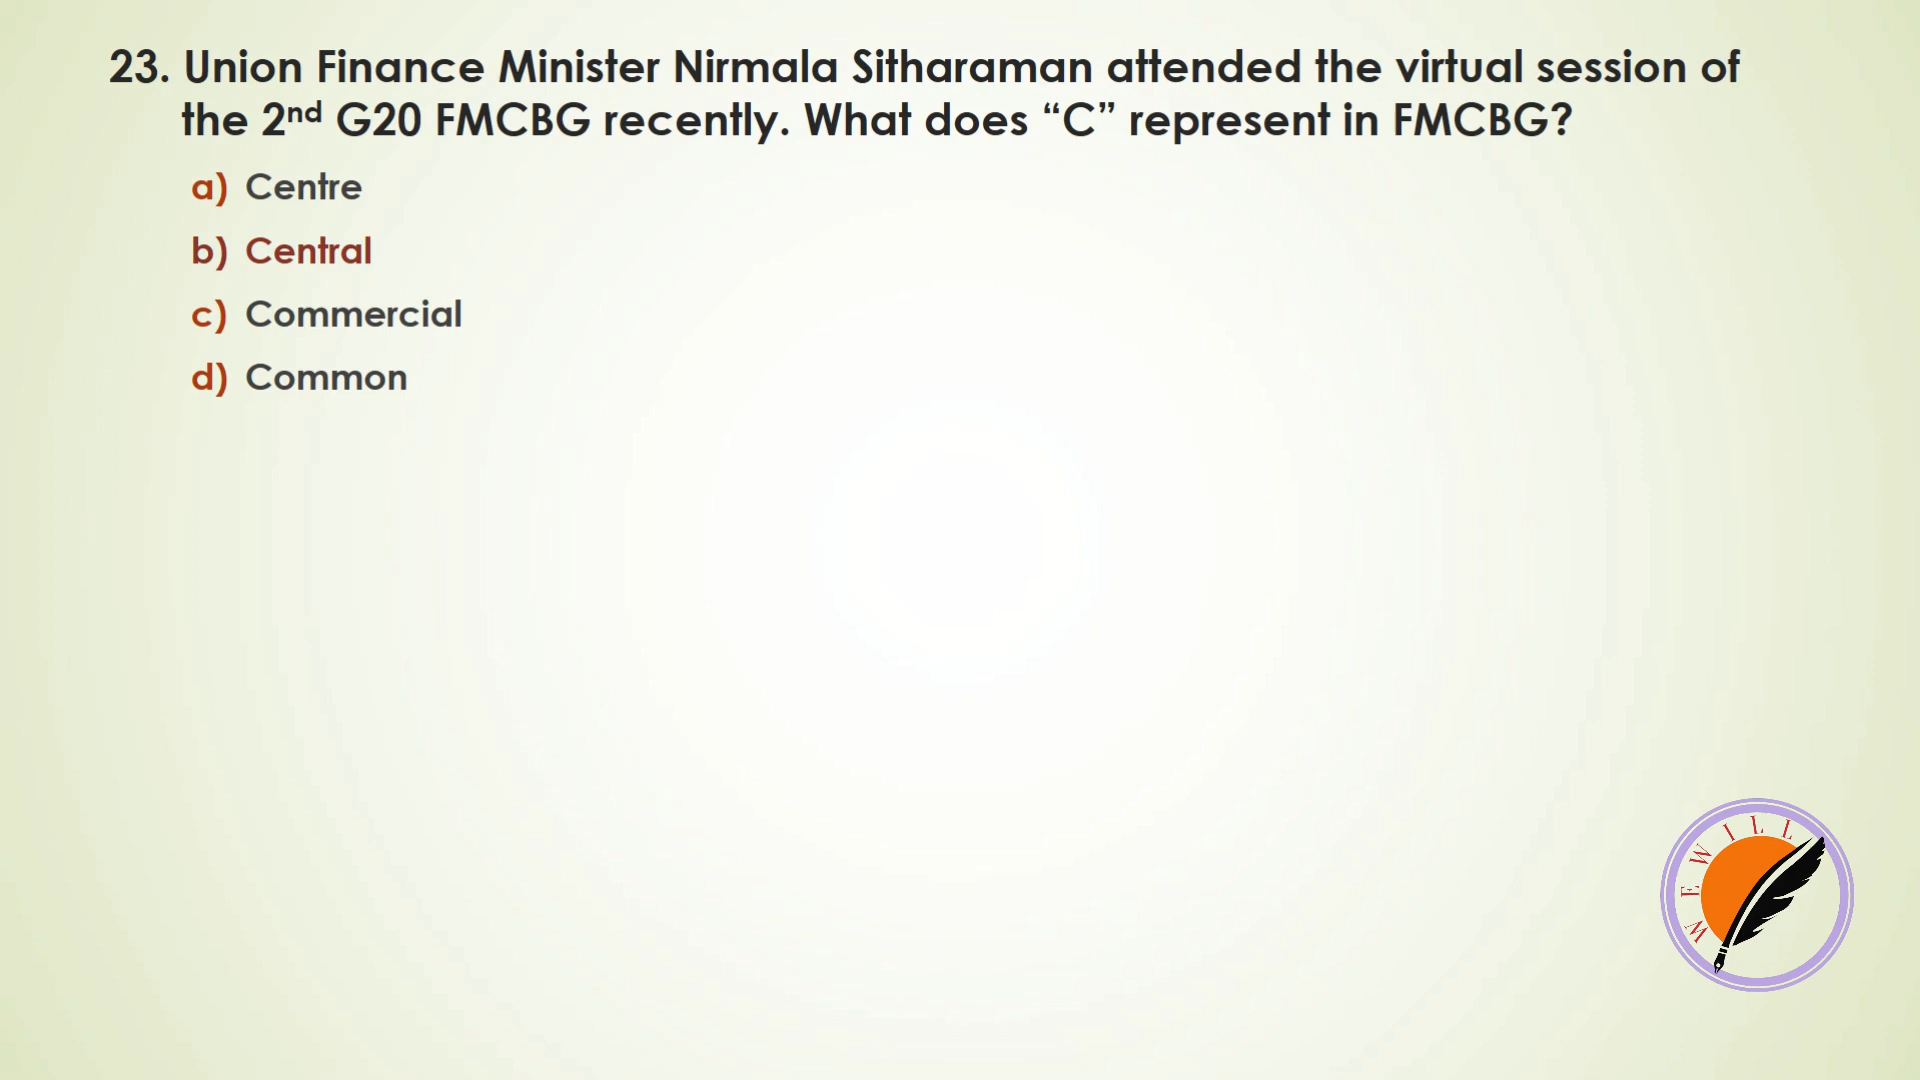 23. Union Finance Minister Nirmala Sitharaman attended the virtual session of
the 2nd G20 FMCBG recently. What does “C” represent in FMCBG?
a) Centre
b) Central
c) Commercial
d) Common
WE WILL